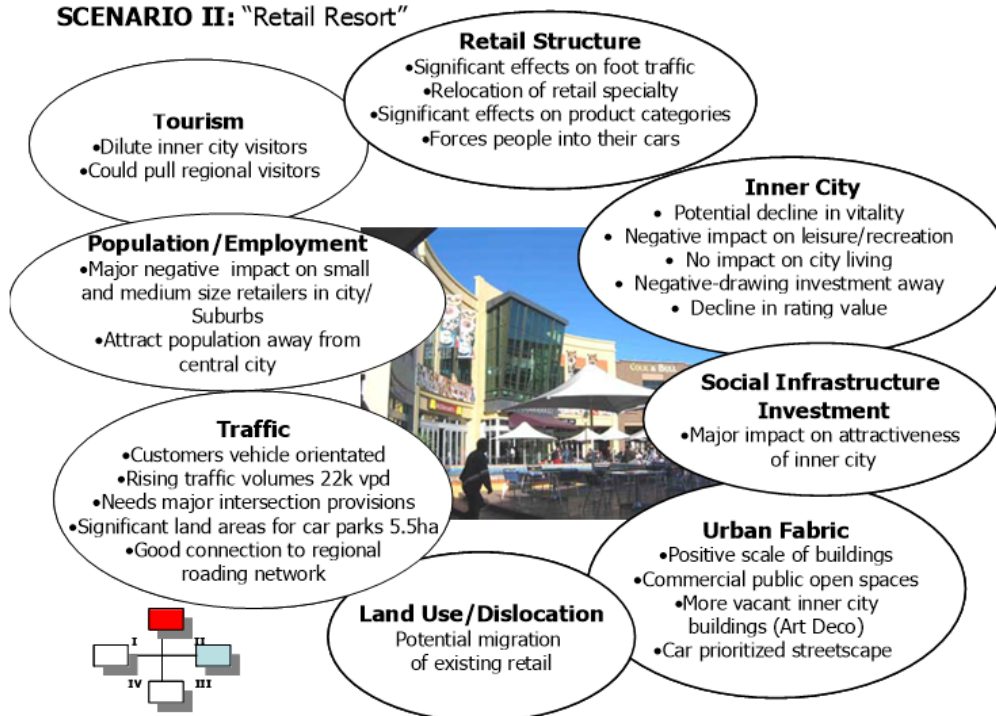 SCENARIO II: “Retail Resort”
Retail Structure
•Significant effects on foot traffic
•Relocation of retail specialty
•Significant effects on product categories
•Forces people into their cars
Tourism
•Dilute inner city visitors
•Could pull regional visitors
Inner City
• Potential decline in vitality
• Negative impact on leisure/recreation
• No impact on city living
• Negative-drawing investment away
• Decline in rating value
Population/Employment
•Major negative impact on small
and medium size retailers in city/
Suburbs
•Attract population away from
central city
Social Infrastructure
Investment
•Major impact on attractiveness
of inner city
Traffic
•Customers vehicle orientated
•Rising traffic volumes 22k vpd
•Needs major intersection provisions
•Significant land areas for car parks 5.5ha
•Good connection to regional
roading network
Urban Fabric
•Positive scale of buildings
•Commercial public open spaces
•More vacant inner city
buildings (Art Deco)
•Car prioritized streetscape
Land Use/Dislocation
Potential migration
of existing retail
I
II
IV
III